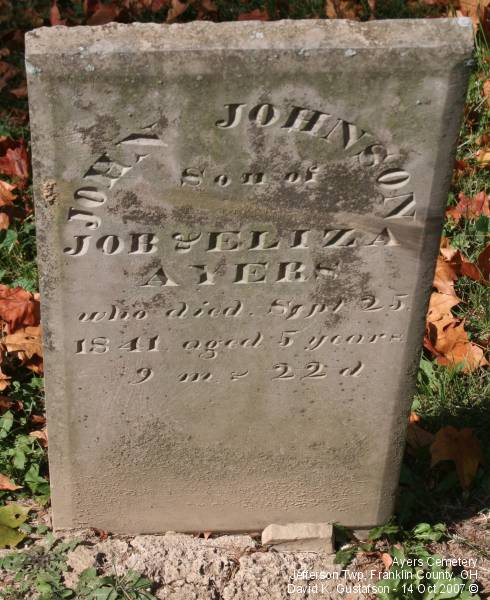 JOHN JOHNSON
Son of
JOB & ELIZA
AYERS
who died. Sept 25
1841 aged 5 years
9 m & 22 d
Ayers Cemetery
Jefferson Twp, Franklin County, OH
David K. Gustafson - 14 Oct 2007 ©